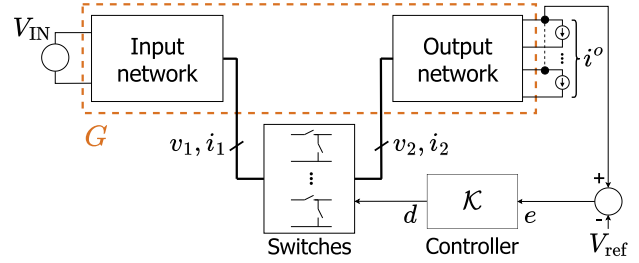 V_IN
Input
network
Output
network
i^o
G
v_1, i_1
v_2, i_2
+
-
d
K
e
Switches
Controller
V_ref